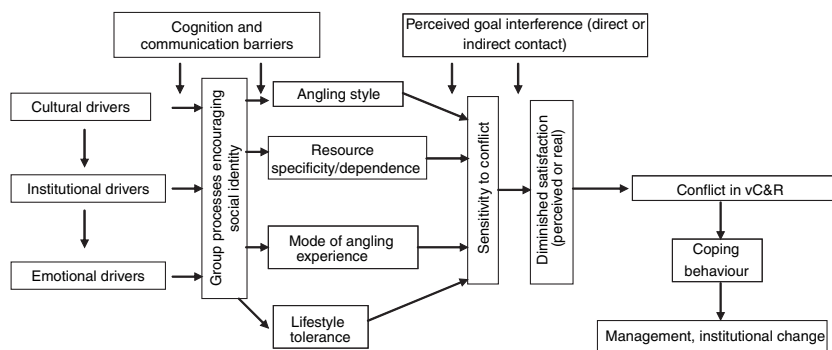 Cognition and
communication barriers
Perceived goal interference (direct or
indirect contact)
Cultural drivers
Institutional drivers
Emotional drivers
Group processes encouraging
social identity
Angling style
Resource
specificity/dependence
Mode of angling
experience
Lifestyle
tolerance
Sensitivity to conflict
Diminished satisfaction
(perceived or real)
Conflict in vC&R
Coping
behaviour
Management, institutional change